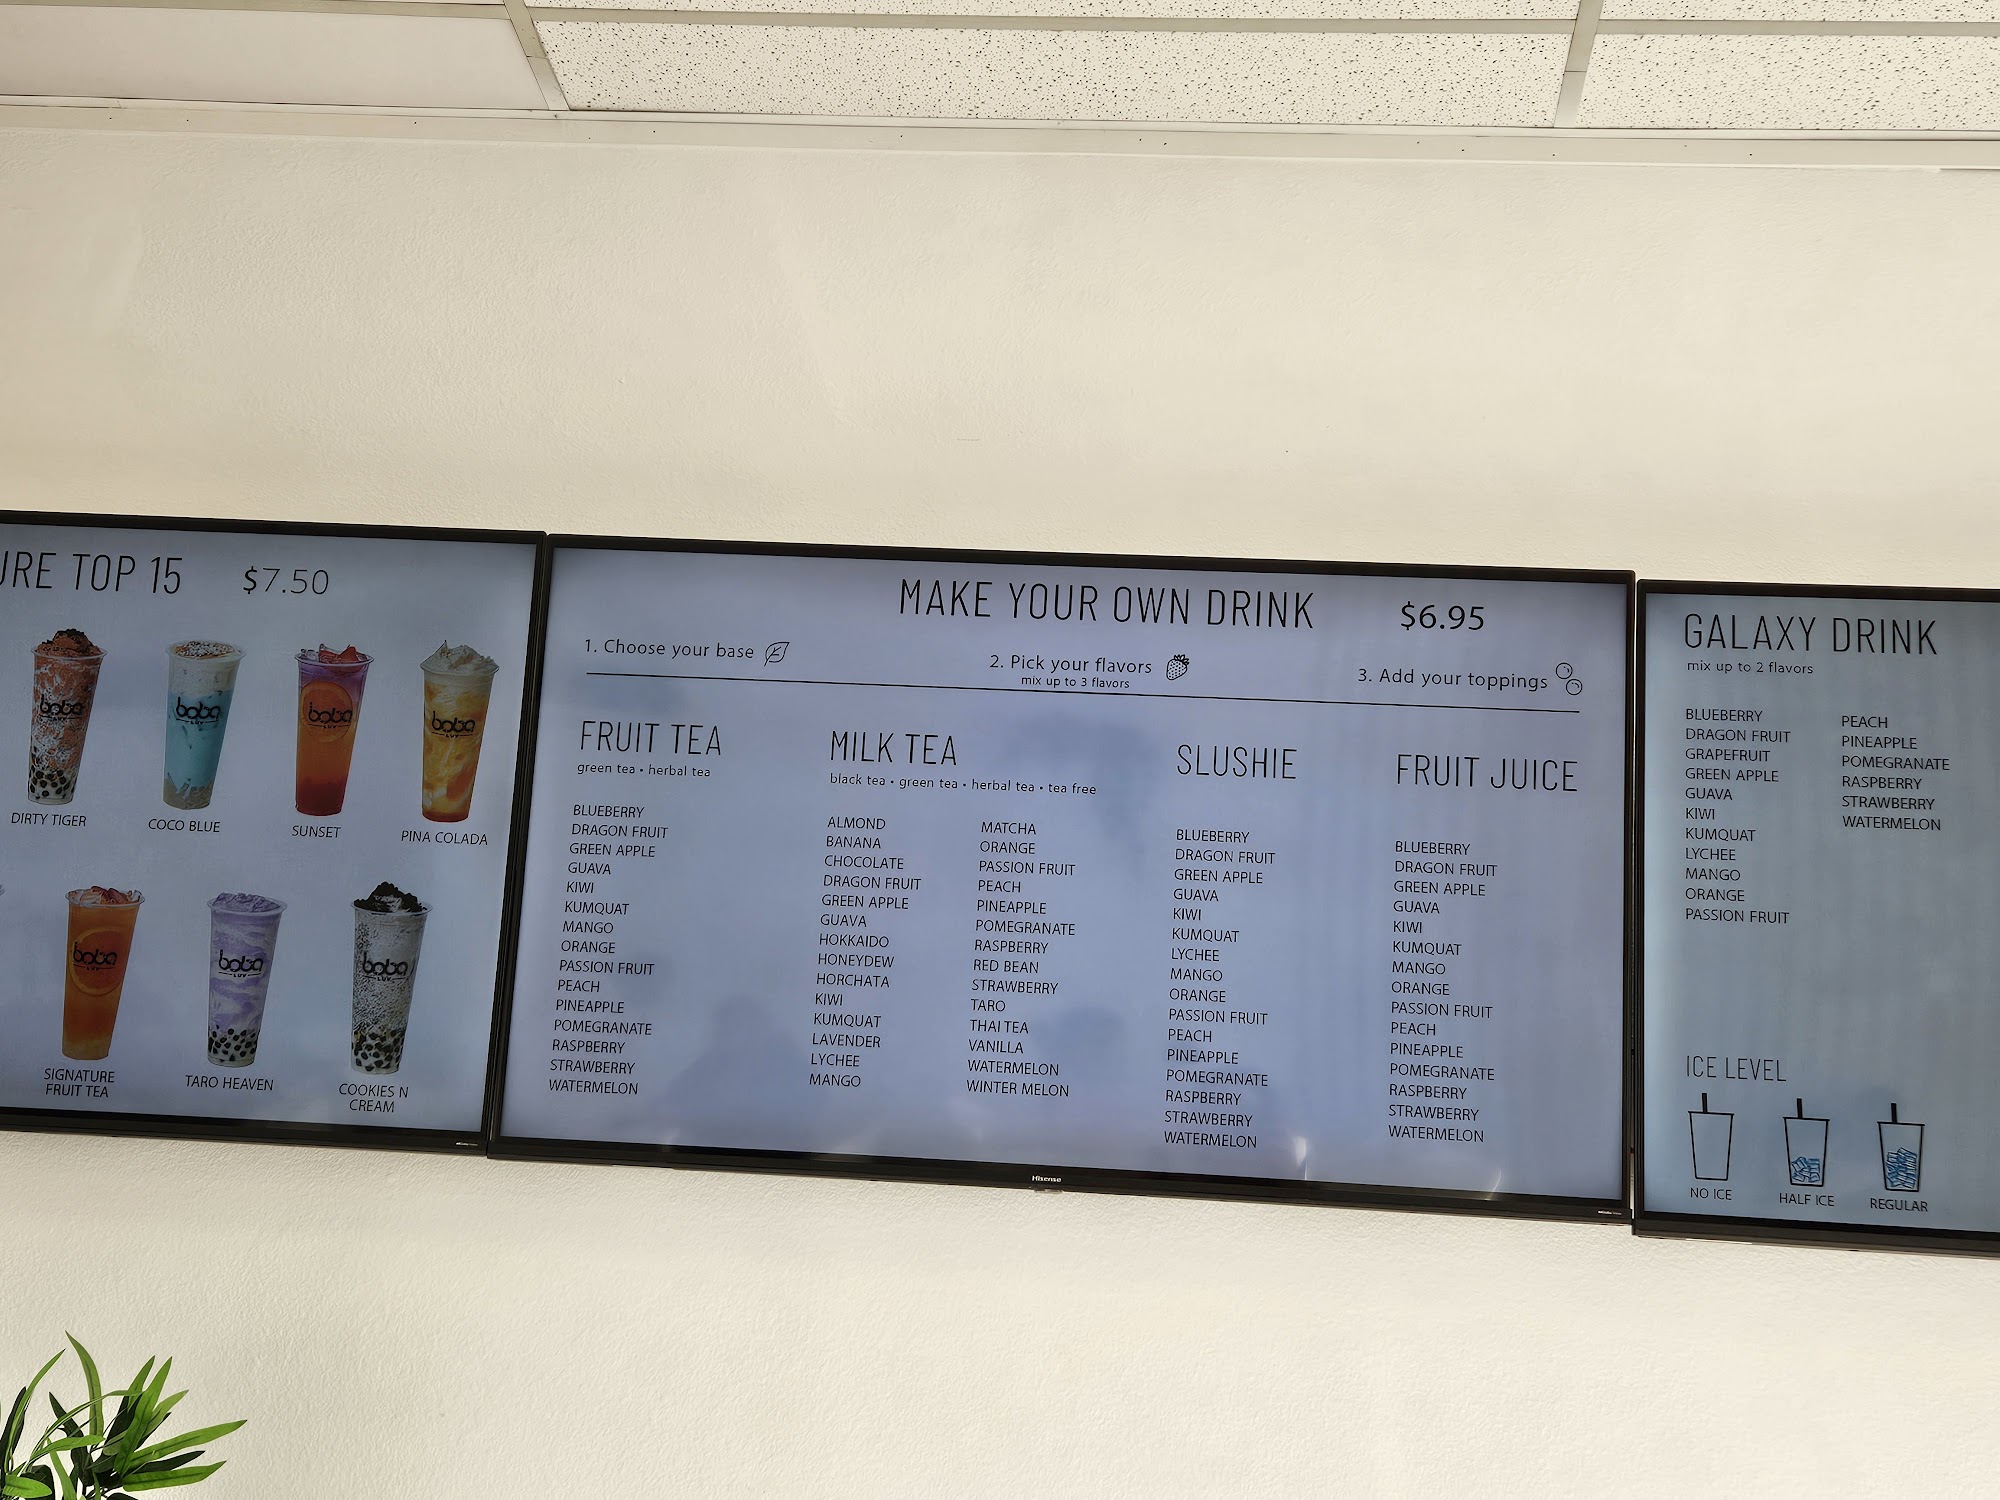 URE TOP 15 $7.50
boba
LUV
boba
LUV
boba
LUV
boba
LUV
DIRTY TIGER
COCO BLUE
SUNSET
PINA COLADA
boba
LUV
boba
LUV
boba
LUV
SIGNATURE
FRUIT TEA
TARO HEAVEN
COOKIES N
CREAM
MAKE YOUR OWN DRINK $6.95
1. Choose your base
2. Pick your flavors
mix up to 3 flavors
3. Add your toppings
FRUIT TEA
green tea • herbal tea
BLUEBERRY
DRAGON FRUIT
GREEN APPLE
GUAVA
KIWI
KUMQUAT
MANGO
ORANGE
PASSION FRUIT
PEACH
PINEAPPLE
POMEGRANATE
RASPBERRY
STRAWBERRY
WATERMELON
MILK TEA
black tea • green tea • herbal tea • tea free
ALMOND
BANANA
CHOCOLATE
DRAGON FRUIT
GREEN APPLE
GUAVA
HOKKAIDO
HONEYDEW
HORCHATA
KIWI
KUMQUAT
LAVENDER
LYCHEE
MANGO
MATCHA
ORANGE
PASSION FRUIT
PEACH
PINEAPPLE
POMEGRANATE
RASPBERRY
RED BEAN
STRAWBERRY
TARO
THAI TEA
VANILLA
WATERMELON
WINTER MELON
SLUSHIE
BLUEBERRY
DRAGON FRUIT
GREEN APPLE
GUAVA
KIWI
KUMQUAT
LYCHEE
MANGO
ORANGE
PASSION FRUIT
PEACH
PINEAPPLE
POMEGRANATE
RASPBERRY
STRAWBERRY
WATERMELON
FRUIT JUICE
BLUEBERRY
DRAGON FRUIT
GREEN APPLE
GUAVA
KIWI
KUMQUAT
MANGO
ORANGE
PASSION FRUIT
PEACH
PINEAPPLE
POMEGRANATE
RASPBERRY
STRAWBERRY
WATERMELON
Hisense
GALAXY DRINK
mix up to 2 flavors
BLUEBERRY
DRAGON FRUIT
GRAPEFRUIT
GREEN APPLE
GUAVA
KIWI
KUMQUAT
LYCHEE
MANGO
ORANGE
PASSION FRUIT
PEACH
PINEAPPLE
POMEGRANATE
RASPBERRY
STRAWBERRY
WATERMELON
ICE LEVEL
NO ICE
HALF ICE
REGULAR